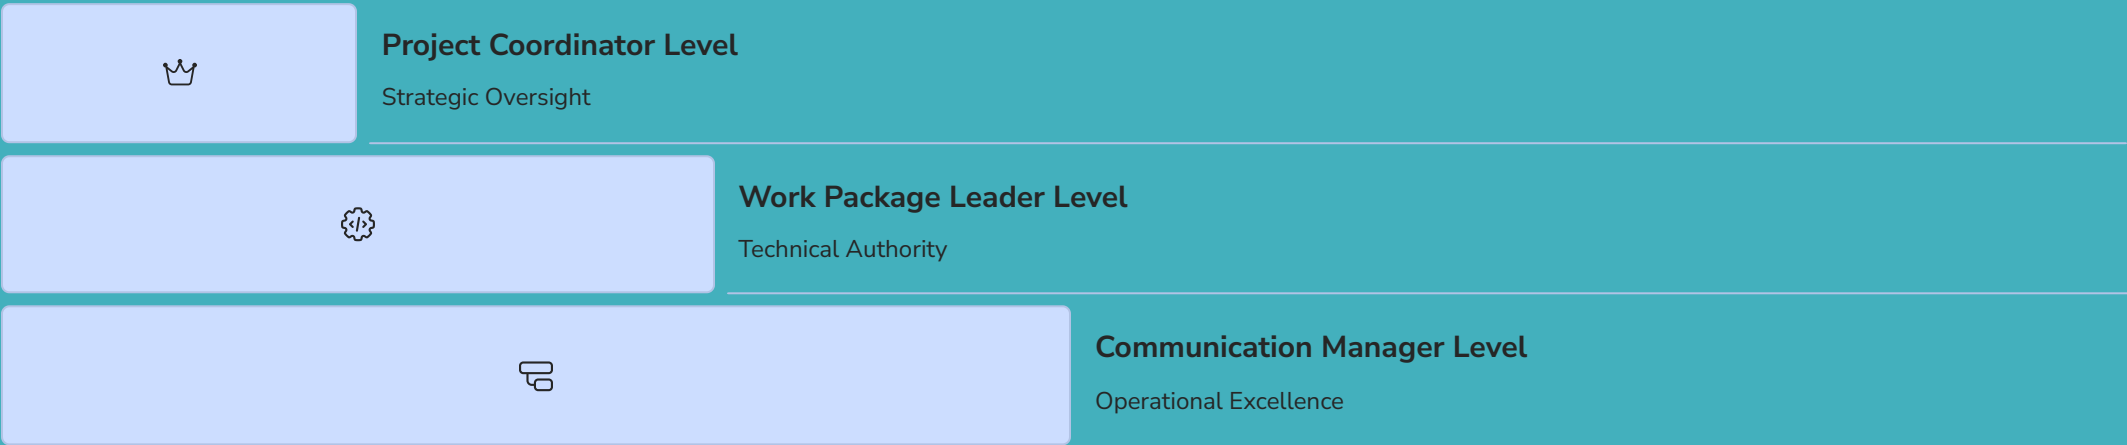 Project Coordinator Level
Strategic Oversight
Work Package Leader Level
Technical Authority
Communication Manager Level
Operational Excellence